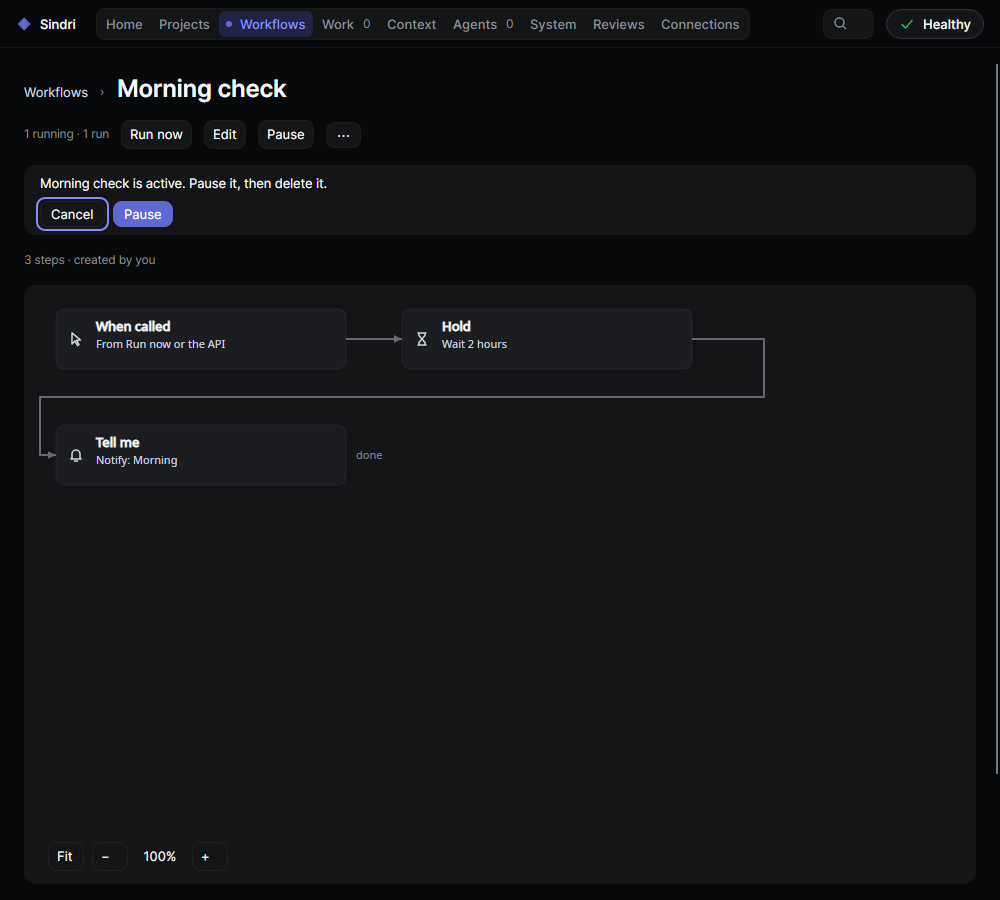 Sindri Home Projects Workflows Work 0 Context Agents 0 System Reviews Connections Healthy
Workflows › Morning check
1 running · 1 run Run now Edit Pause ...
Morning check is active. Pause it, then delete it.
Cancel Pause
3 steps · created by you
When called
From Run now or the API
Hold
Wait 2 hours
Tell me
Notify: Morning
done
Fit − 100% +